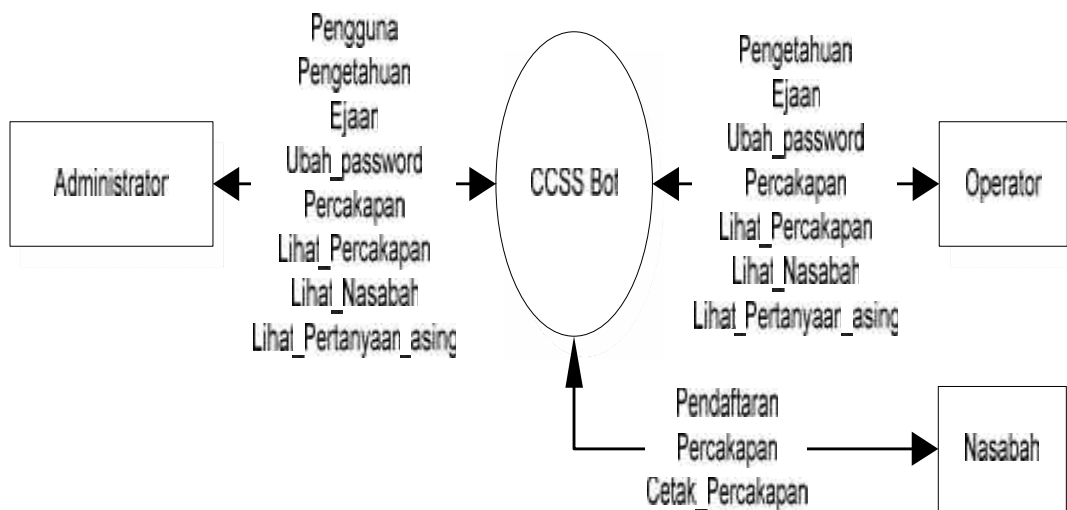 Administrator
Pengguna
Pengetahuan
Ejaan
Ubah_password
Percakapan
Lihat_Percakapan
Lihat_Nasabah
Lihat_Pertanyaan_asing
CCSS Bot
Pengetahuan
Ejaan
Ubah_password
Percakapan
Lihat_Percakapan
Lihat_Nasabah
Lihat_Pertanyaan_asing
Operator
Pendaftaran
Percakapan
Cetak_Percakapan
Nasabah